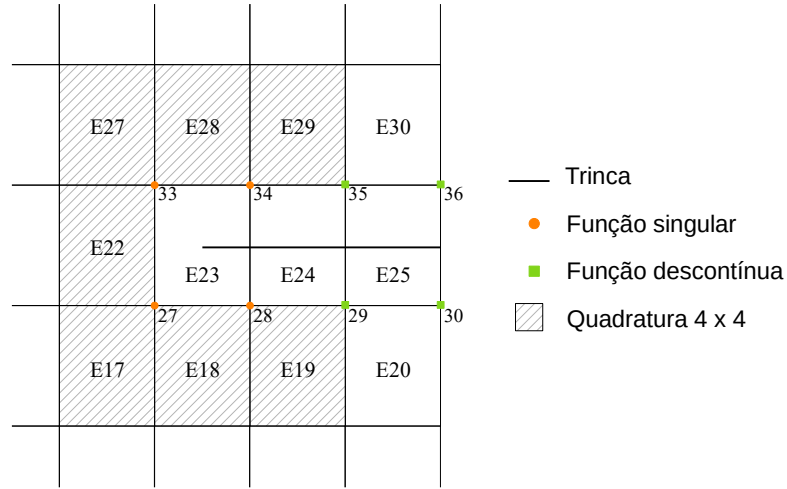 E27 E28 E29 E30
33 34 35 36
E22
E23 E24 E25
27 28 29 30
E17 E18 E19 E20
Trinca
Função singular
Função descontínua
Quadratura 4 x 4